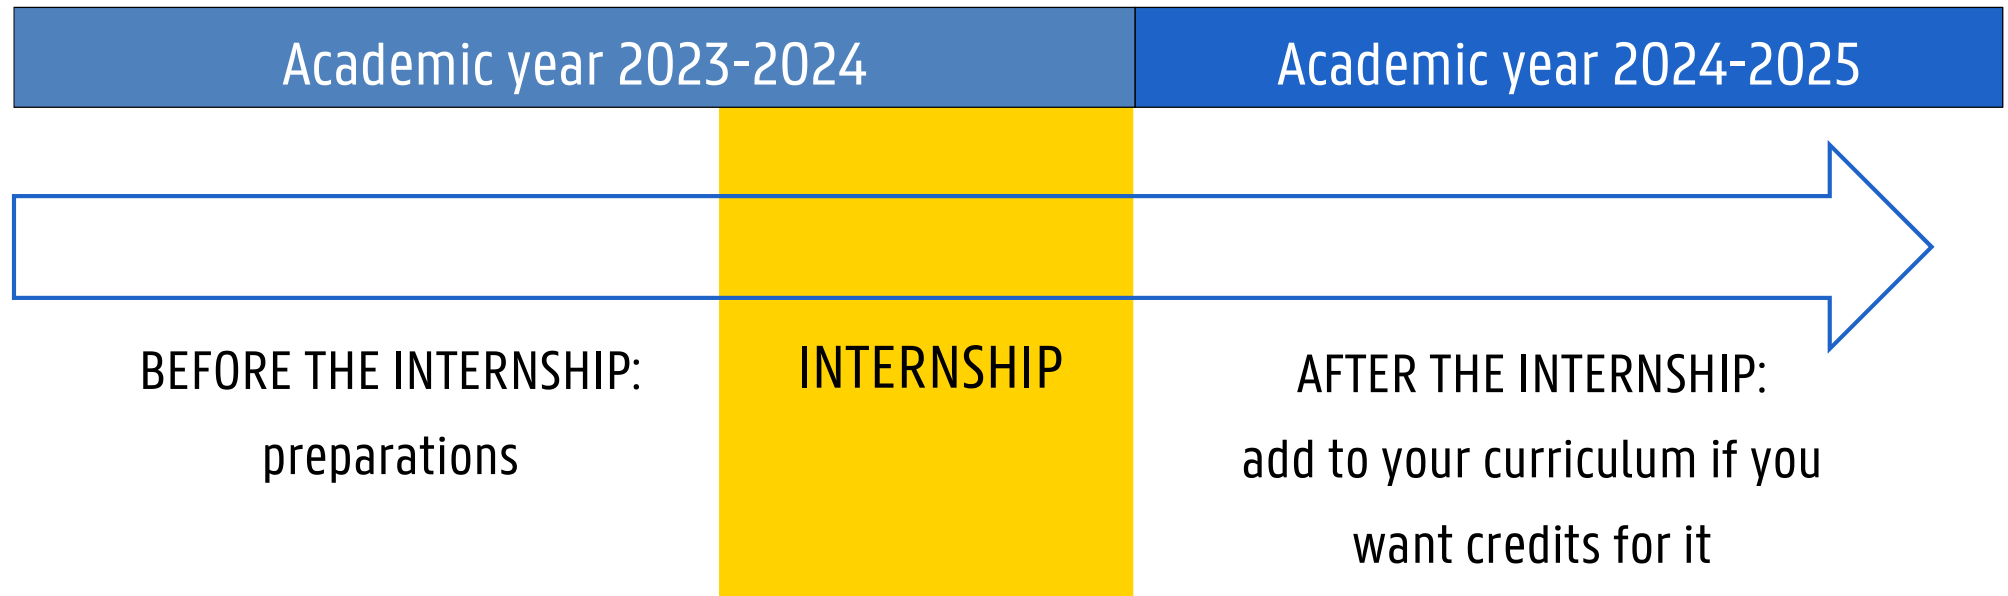 Academic year 2023-2024
Academic year 2024-2025
BEFORE THE INTERNSHIP:
preparations
INTERNSHIP
AFTER THE INTERNSHIP:
add to your curriculum if you
want credits for it